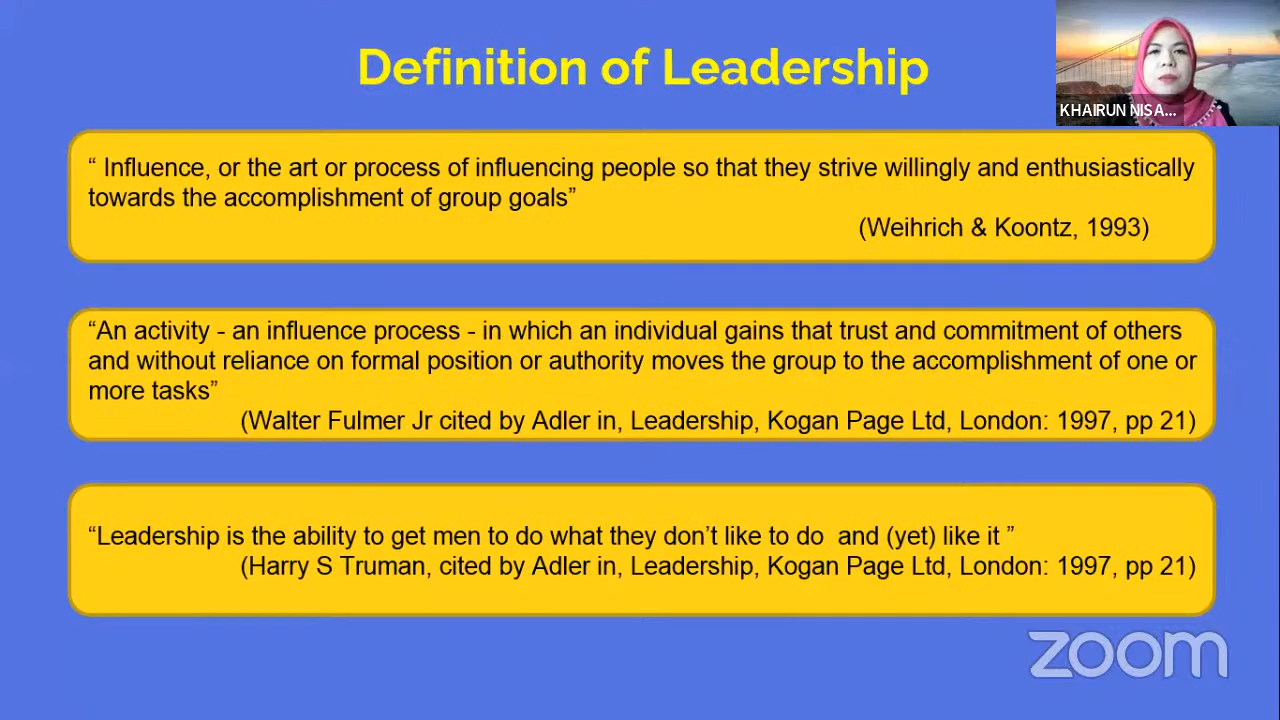 Definition of Leadership
KHAIRUN NISA...
“ Influence, or the art or process of influencing people so that they strive willingly and enthusiastically
towards the accomplishment of group goals”
(Weihrich & Koontz, 1993)
“An activity - an influence process - in which an individual gains that trust and commitment of others
and without reliance on formal position or authority moves the group to the accomplishment of one or
more tasks”
(Walter Fulmer Jr cited by Adler in, Leadership, Kogan Page Ltd, London: 1997, pp 21)
“Leadership is the ability to get men to do what they don’t like to do  and (yet) like it ”
(Harry S Truman, cited by Adler in, Leadership, Kogan Page Ltd, London: 1997, pp 21)
zoom